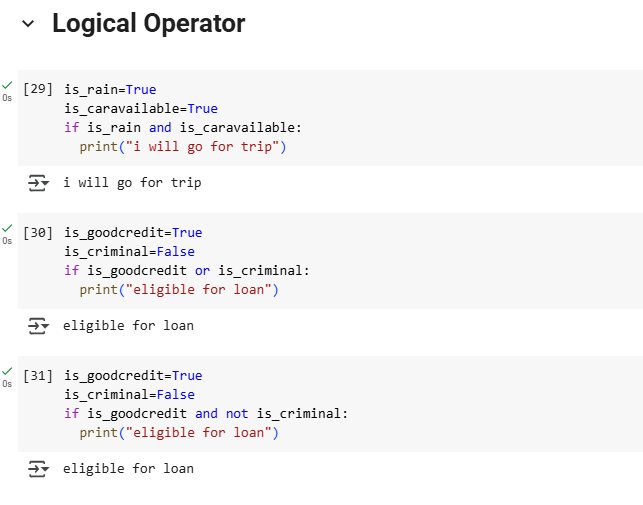 Logical Operator
[29] is_rain=True
0s
is_caravailable=True
if is_rain and is_caravailable:
print("i will go for trip")
i will go for trip
[30] is_goodcredit=True
0s
is_criminal=False
if is_goodcredit or is_criminal:
print("eligible for loan")
eligible for loan
[31] is_goodcredit=True
0s
is_criminal=False
if is_goodcredit and not is_criminal:
print("eligible for loan")
eligible for loan